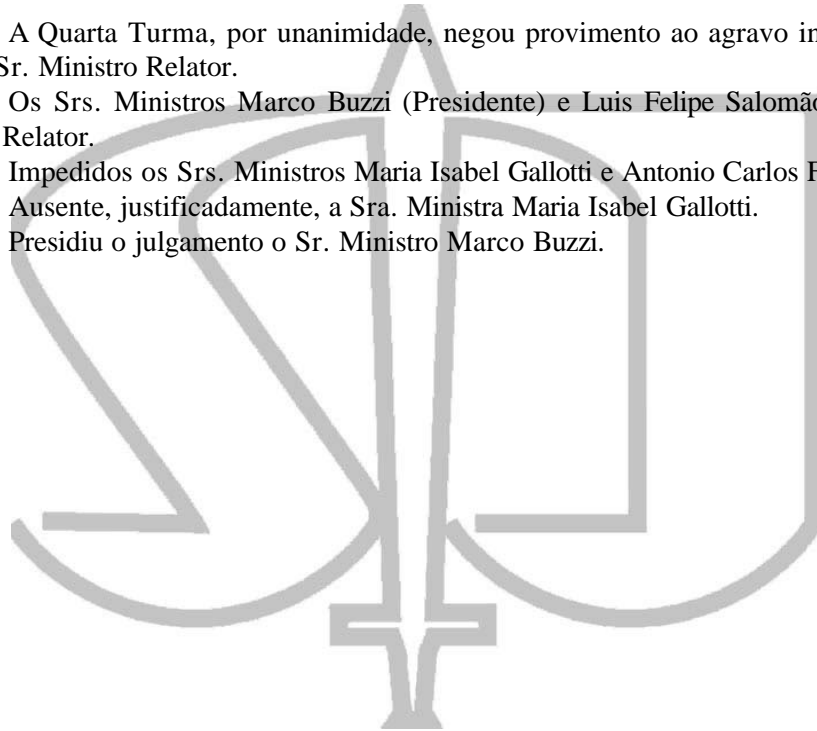 A Quarta Turma, por unanimidade, negou provimento ao agravo in
Sr. Ministro Relator.
Os Srs. Ministros Marco Buzzi (Presidente) e Luis Felipe Salomão
Relator.
Impedidos os Srs. Ministros Maria Isabel Gallotti e Antonio Carlos F
Ausente, justificadamente, a Sra. Ministra Maria Isabel Gallotti.
Presidiu o julgamento o Sr. Ministro Marco Buzzi.